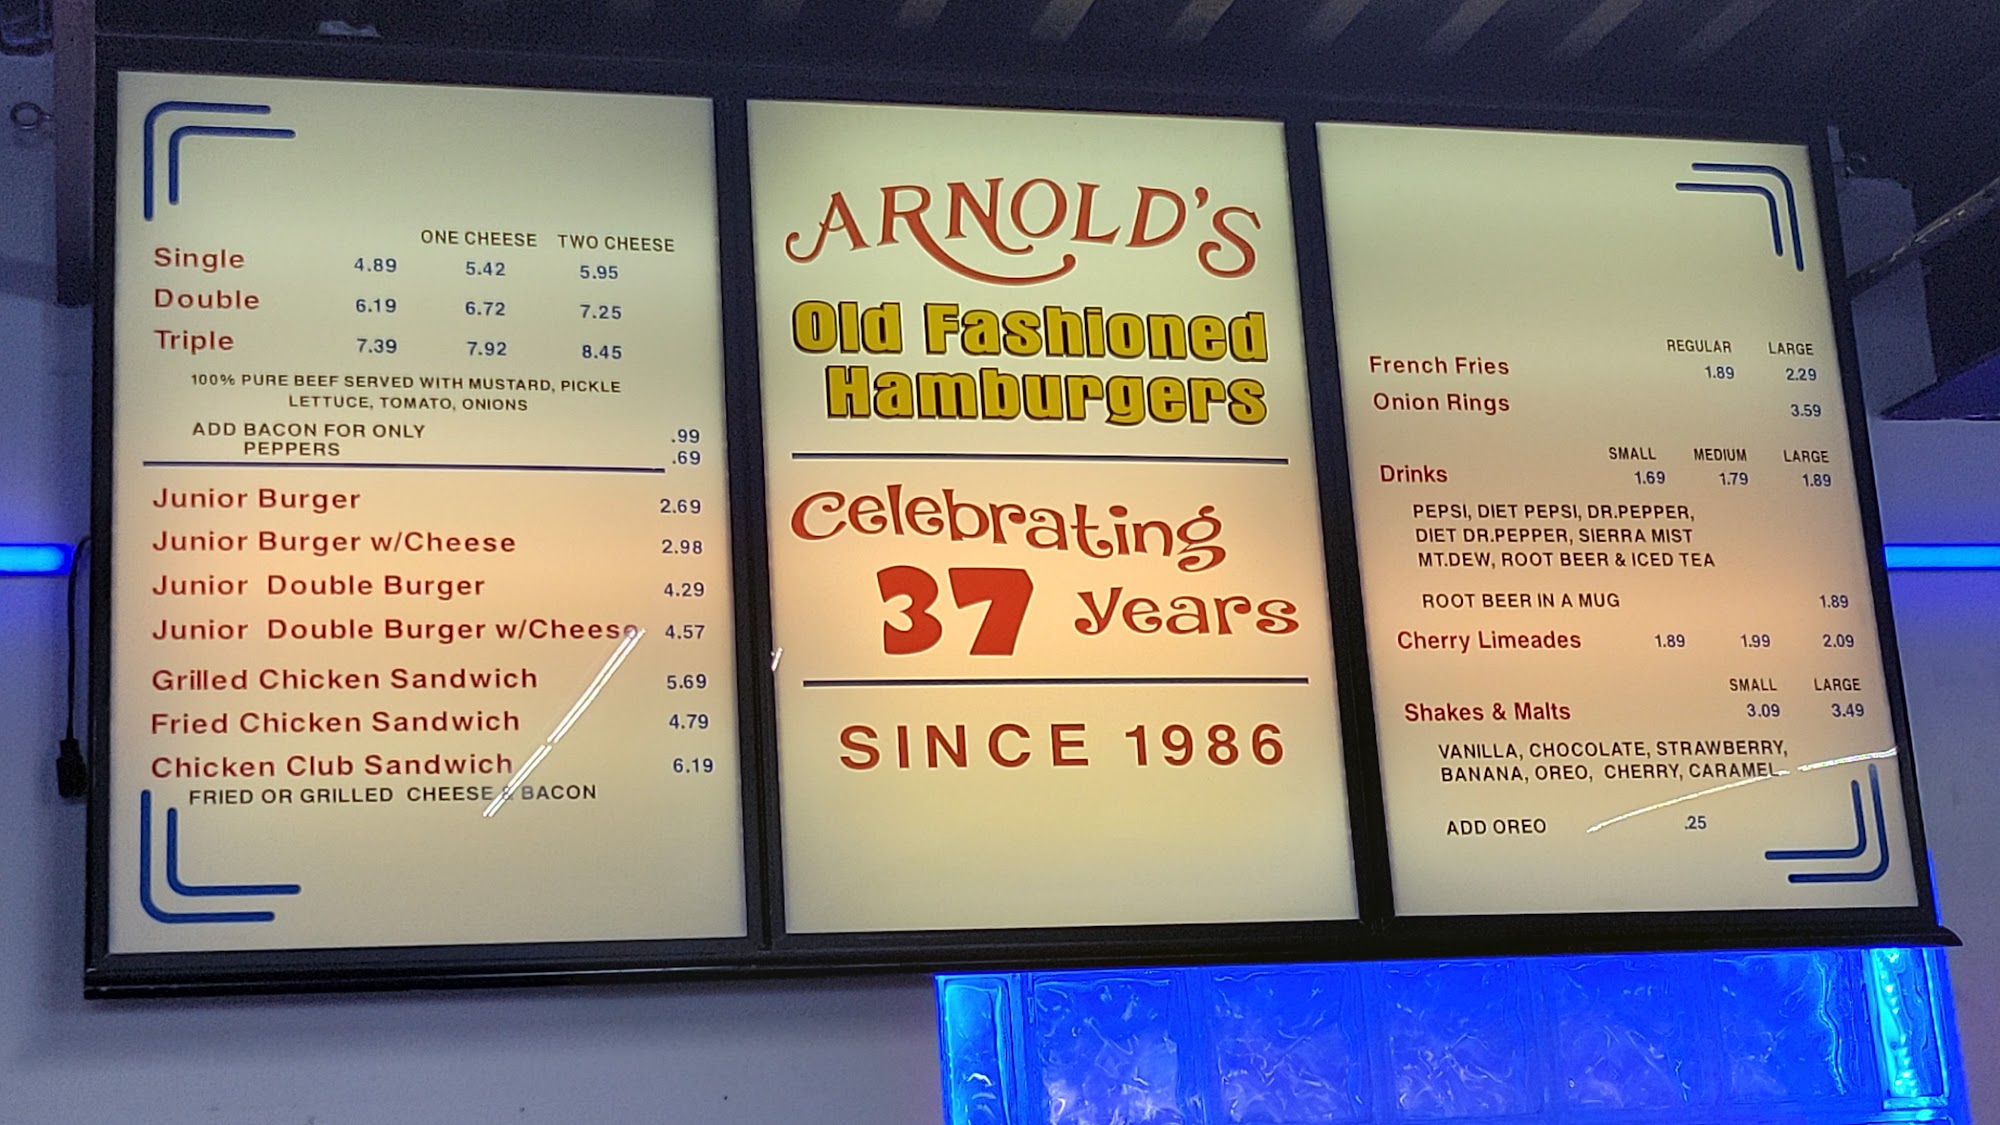 ONE CHEESE TWO CHEESE
Single 4.89 5.42 5.95
Double 6.19 6.72 7.25
Triple 7.39 7.92 8.45
100% PURE BEEF SERVED WITH MUSTARD, PICKLE
LETTUCE, TOMATO, ONIONS
ADD BACON FOR ONLY .99
PEPPERS .69
Junior Burger 2.69
Junior Burger w/Cheese 2.98
Junior Double Burger 4.29
Junior Double Burger w/Cheese 4.57
Grilled Chicken Sandwich 5.69
Fried Chicken Sandwich 4.79
Chicken Club Sandwich 6.19
FRIED OR GRILLED CHEESE & BACON
ARNOLD'S
Old Fashioned
Hamburgers
Celebrating
37 years
SINCE 1986
REGULAR LARGE
French Fries 1.89 2.29
Onion Rings 3.59
SMALL MEDIUM LARGE
Drinks 1.69 1.79 1.89
PEPSI, DIET PEPSI, DR.PEPPER,
DIET DR.PEPPER, SIERRA MIST
MT.DEW, ROOT BEER & ICED TEA
ROOT BEER IN A MUG 1.89
Cherry Limeades 1.89 1.99 2.09
SMALL LARGE
Shakes & Malts 3.09 3.49
VANILLA, CHOCOLATE, STRAWBERRY,
BANANA, OREO, CHERRY, CARAMEL
ADD OREO .25